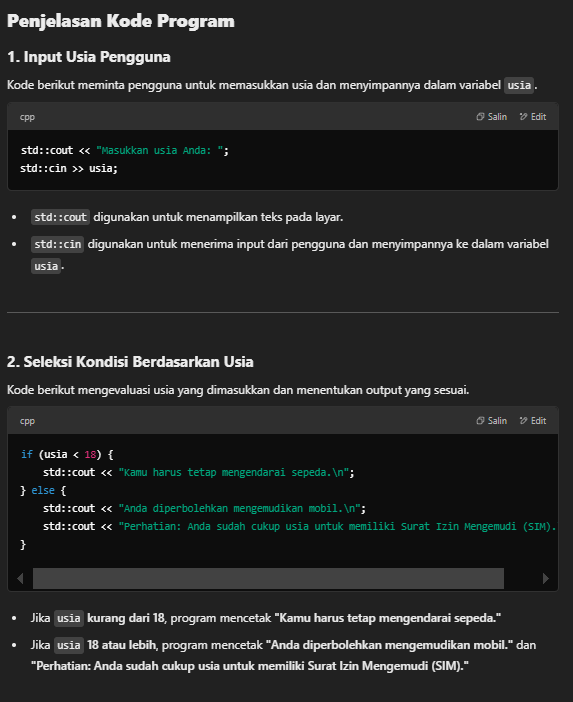 Penjelasan Kode Program
1. Input Usia Pengguna
Kode berikut meminta pengguna untuk memasukkan usia dan menyimpannya dalam variabel usia.
cpp Salin Edit
std::cout << "Masukkan usia Anda: ";
std::cin >> usia;
• std::cout digunakan untuk menampilkan teks pada layar.
• std::cin digunakan untuk menerima input dari pengguna dan menyimpannya ke dalam variabel
usia.
2. Seleksi Kondisi Berdasarkan Usia
Kode berikut mengevaluasi usia yang dimasukkan dan menentukan output yang sesuai.
cpp Salin Edit
if (usia < 18) {
    std::cout << "Kamu harus tetap mengendarai sepeda.\n";
} else {
    std::cout << "Anda diperbolehkan mengemudikan mobil.\n";
    std::cout << "Perhatian: Anda sudah cukup usia untuk memiliki Surat Izin Mengemudi (SIM).
}
• Jika usia kurang dari 18, program mencetak "Kamu harus tetap mengendarai sepeda."
• Jika usia 18 atau lebih, program mencetak "Anda diperbolehkan mengemudikan mobil." dan
"Perhatian: Anda sudah cukup usia untuk memiliki Surat Izin Mengemudi (SIM)."